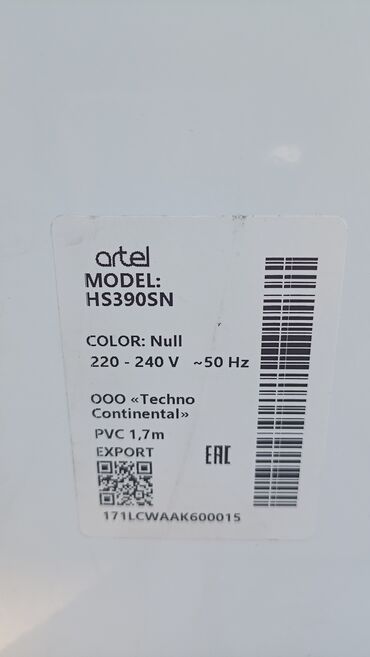 artel
MODEL:
HS390SN
COLOR: Null
220 - 240 V ~50 Hz
ООО «Techno
Continental»
PVC 1,7m
EXPORT
EAC
171LCWAAK600015